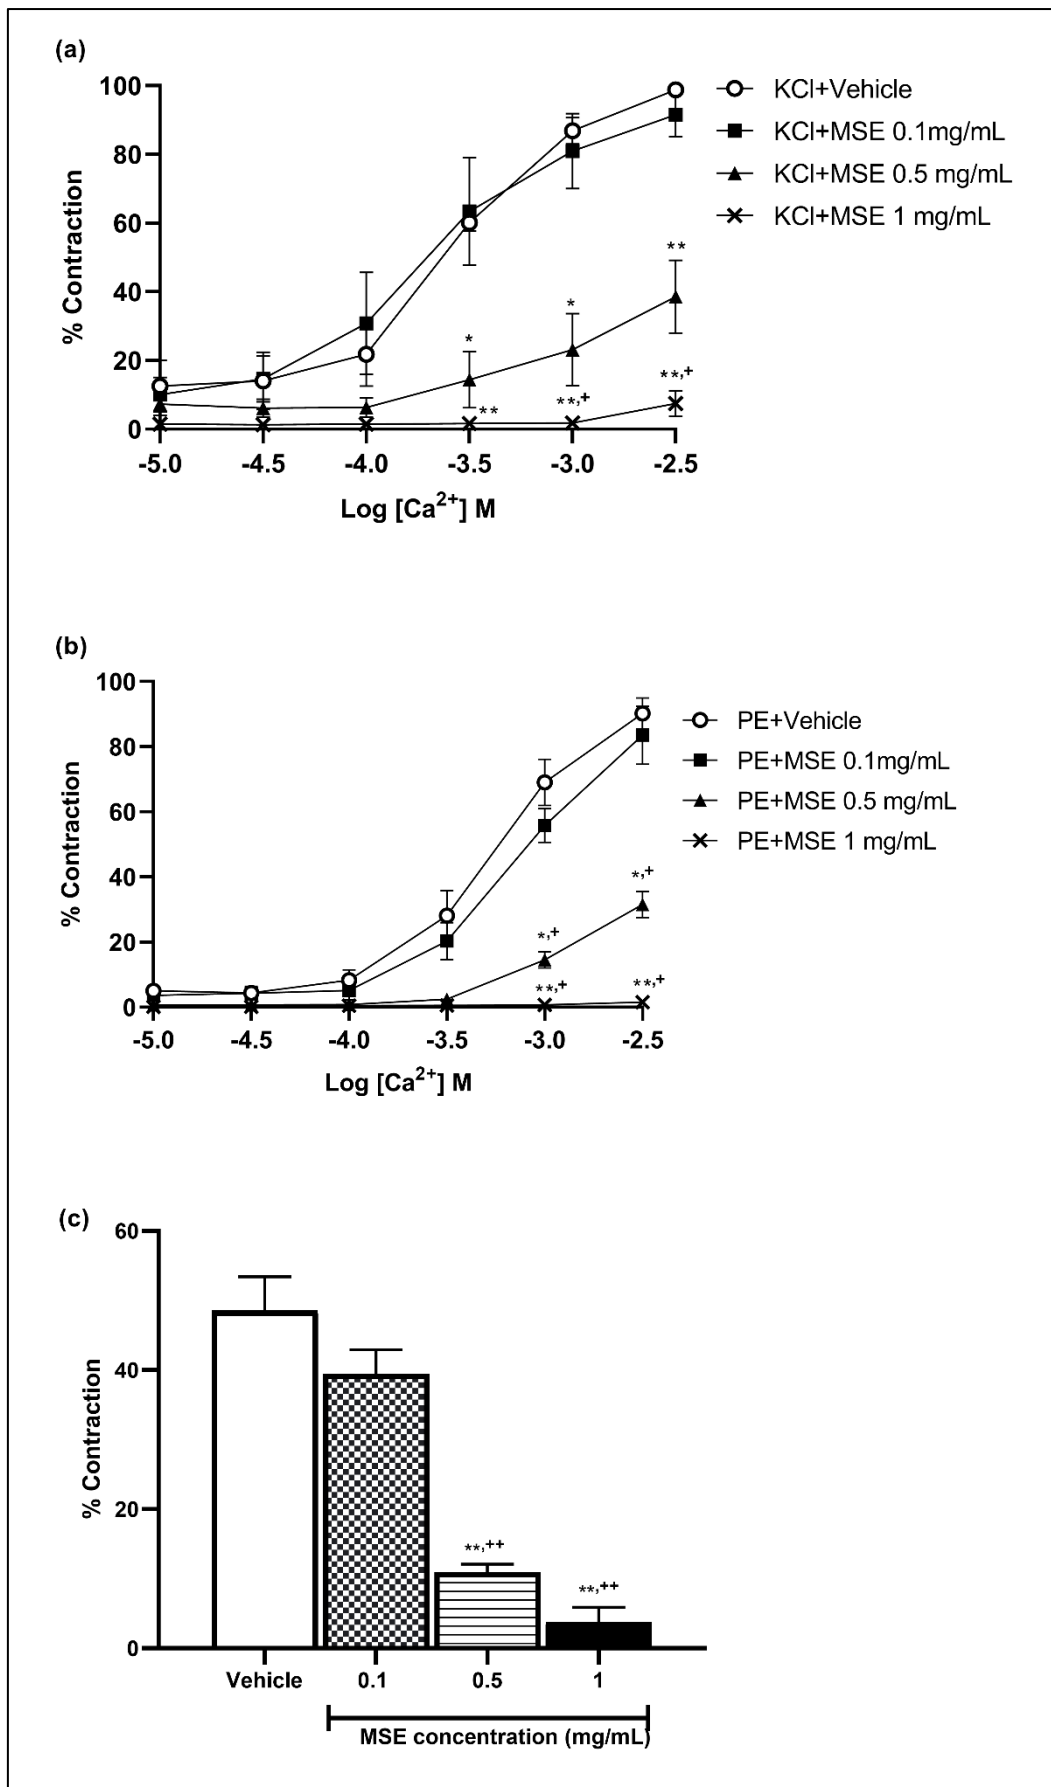 (a)
100
80
60
40
20
0
% Contraction
**
*
*
**,+
**,+
**
-5.0 -4.5 -4.0 -3.5 -3.0 -2.5
Log [Ca²⁺] M
KCl+Vehicle
KCl+MSE 0.1mg/mL
KCl+MSE 0.5 mg/mL
KCl+MSE 1 mg/mL
(b)
100
80
60
40
20
0
% Contraction
*,+
*,+
**,+ **,+
-5.0 -4.5 -4.0 -3.5 -3.0 -2.5
Log [Ca²⁺] M
PE+Vehicle
PE+MSE 0.1mg/mL
PE+MSE 0.5 mg/mL
PE+MSE 1 mg/mL
(c)
60
40
20
0
% Contraction
**,++
**,++
Vehicle 0.1 0.5 1
MSE concentration (mg/mL)